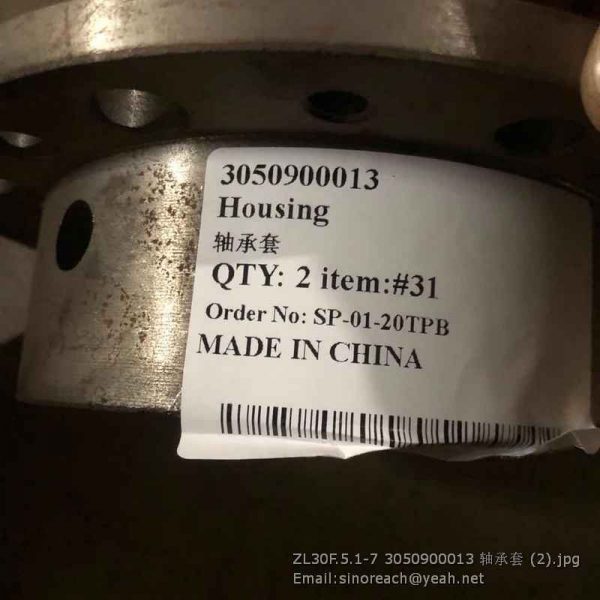 3050900013
Housing
轴承套
QTY: 2 item:#31
Order No: SP-01-20TPB
MADE IN CHINA
ZL30F.5.1-7 3050900013 轴承套 (2).jpg
Email:sinoreach@yeah.net